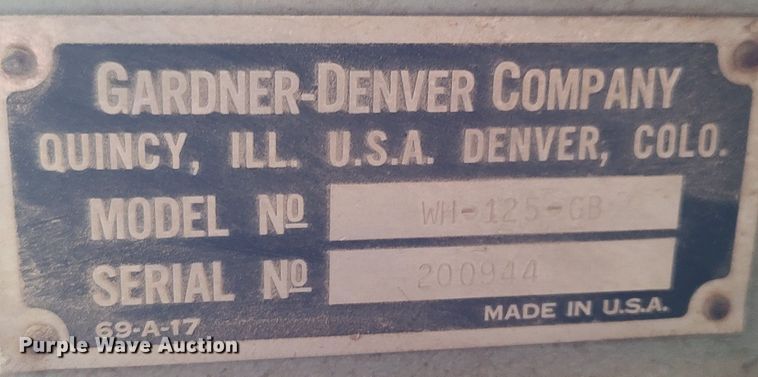 GARDNER-DENVER COMPANY
QUINCY, ILL. U.S.A. DENVER, COLO.
MODEL Nº WH-125-GB
SERIAL Nº 200944
69-A-17 MADE IN U.S.A.
Purple Wave Auction